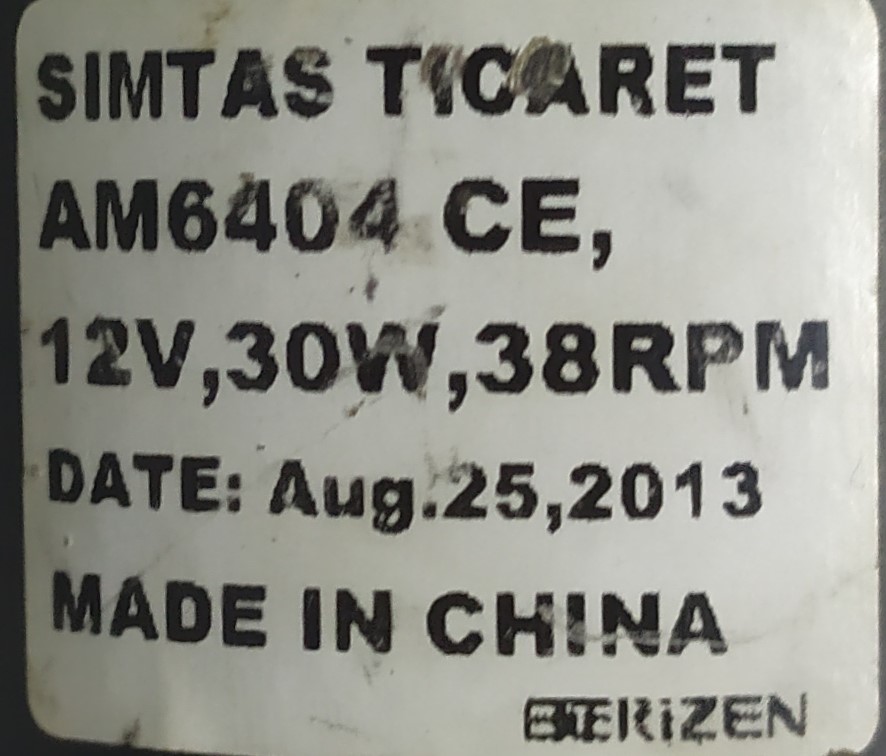 SIMTAS TICARET
AM6404 CE,
12V,30W,38RPM
DATE: Aug.25,2013
MADE IN CHINA